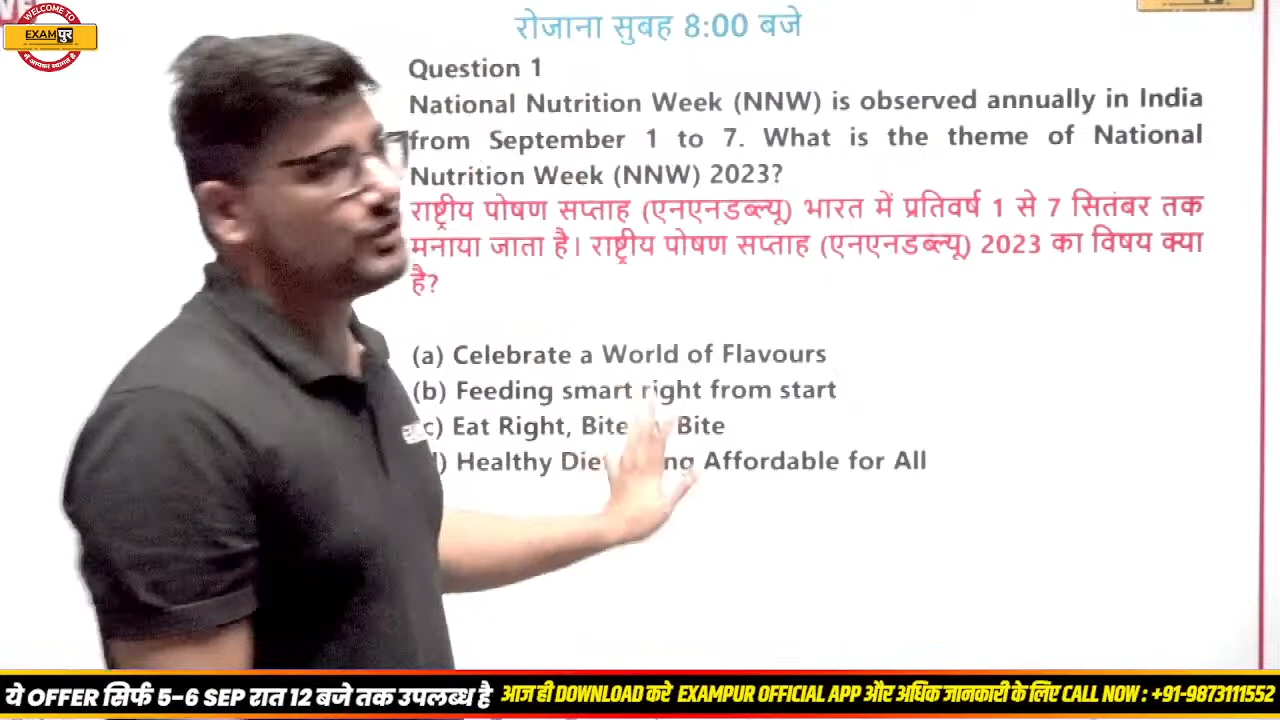 WELCOME TO
EXAMपुर
में आपका स्वागत है
रोजाना सुबह 8:00 बजे
Question 1
National Nutrition Week (NNW) is observed annually in India
from September 1 to 7. What is the theme of National
Nutrition Week (NNW) 2023?
राष्ट्रीय पोषण सप्ताह (एनएनडब्ल्यू) भारत में प्रतिवर्ष 1 से 7 सितंबर तक
मनाया जाता है। राष्ट्रीय पोषण सप्ताह (एनएनडब्ल्यू) 2023 का विषय क्या
है?
(a) Celebrate a World of Flavours
(b) Feeding smart right from start
c) Eat Right, Bite Bite
) Healthy Affordable for All
ये OFFER सिर्फ 5-6 SEP रात 12 बजे तक उपलब्ध है आज ही DOWNLOAD करे EXAMPUR OFFICIAL APP और अधिक जानकारी के लिए CALL NOW : +91-9873111552